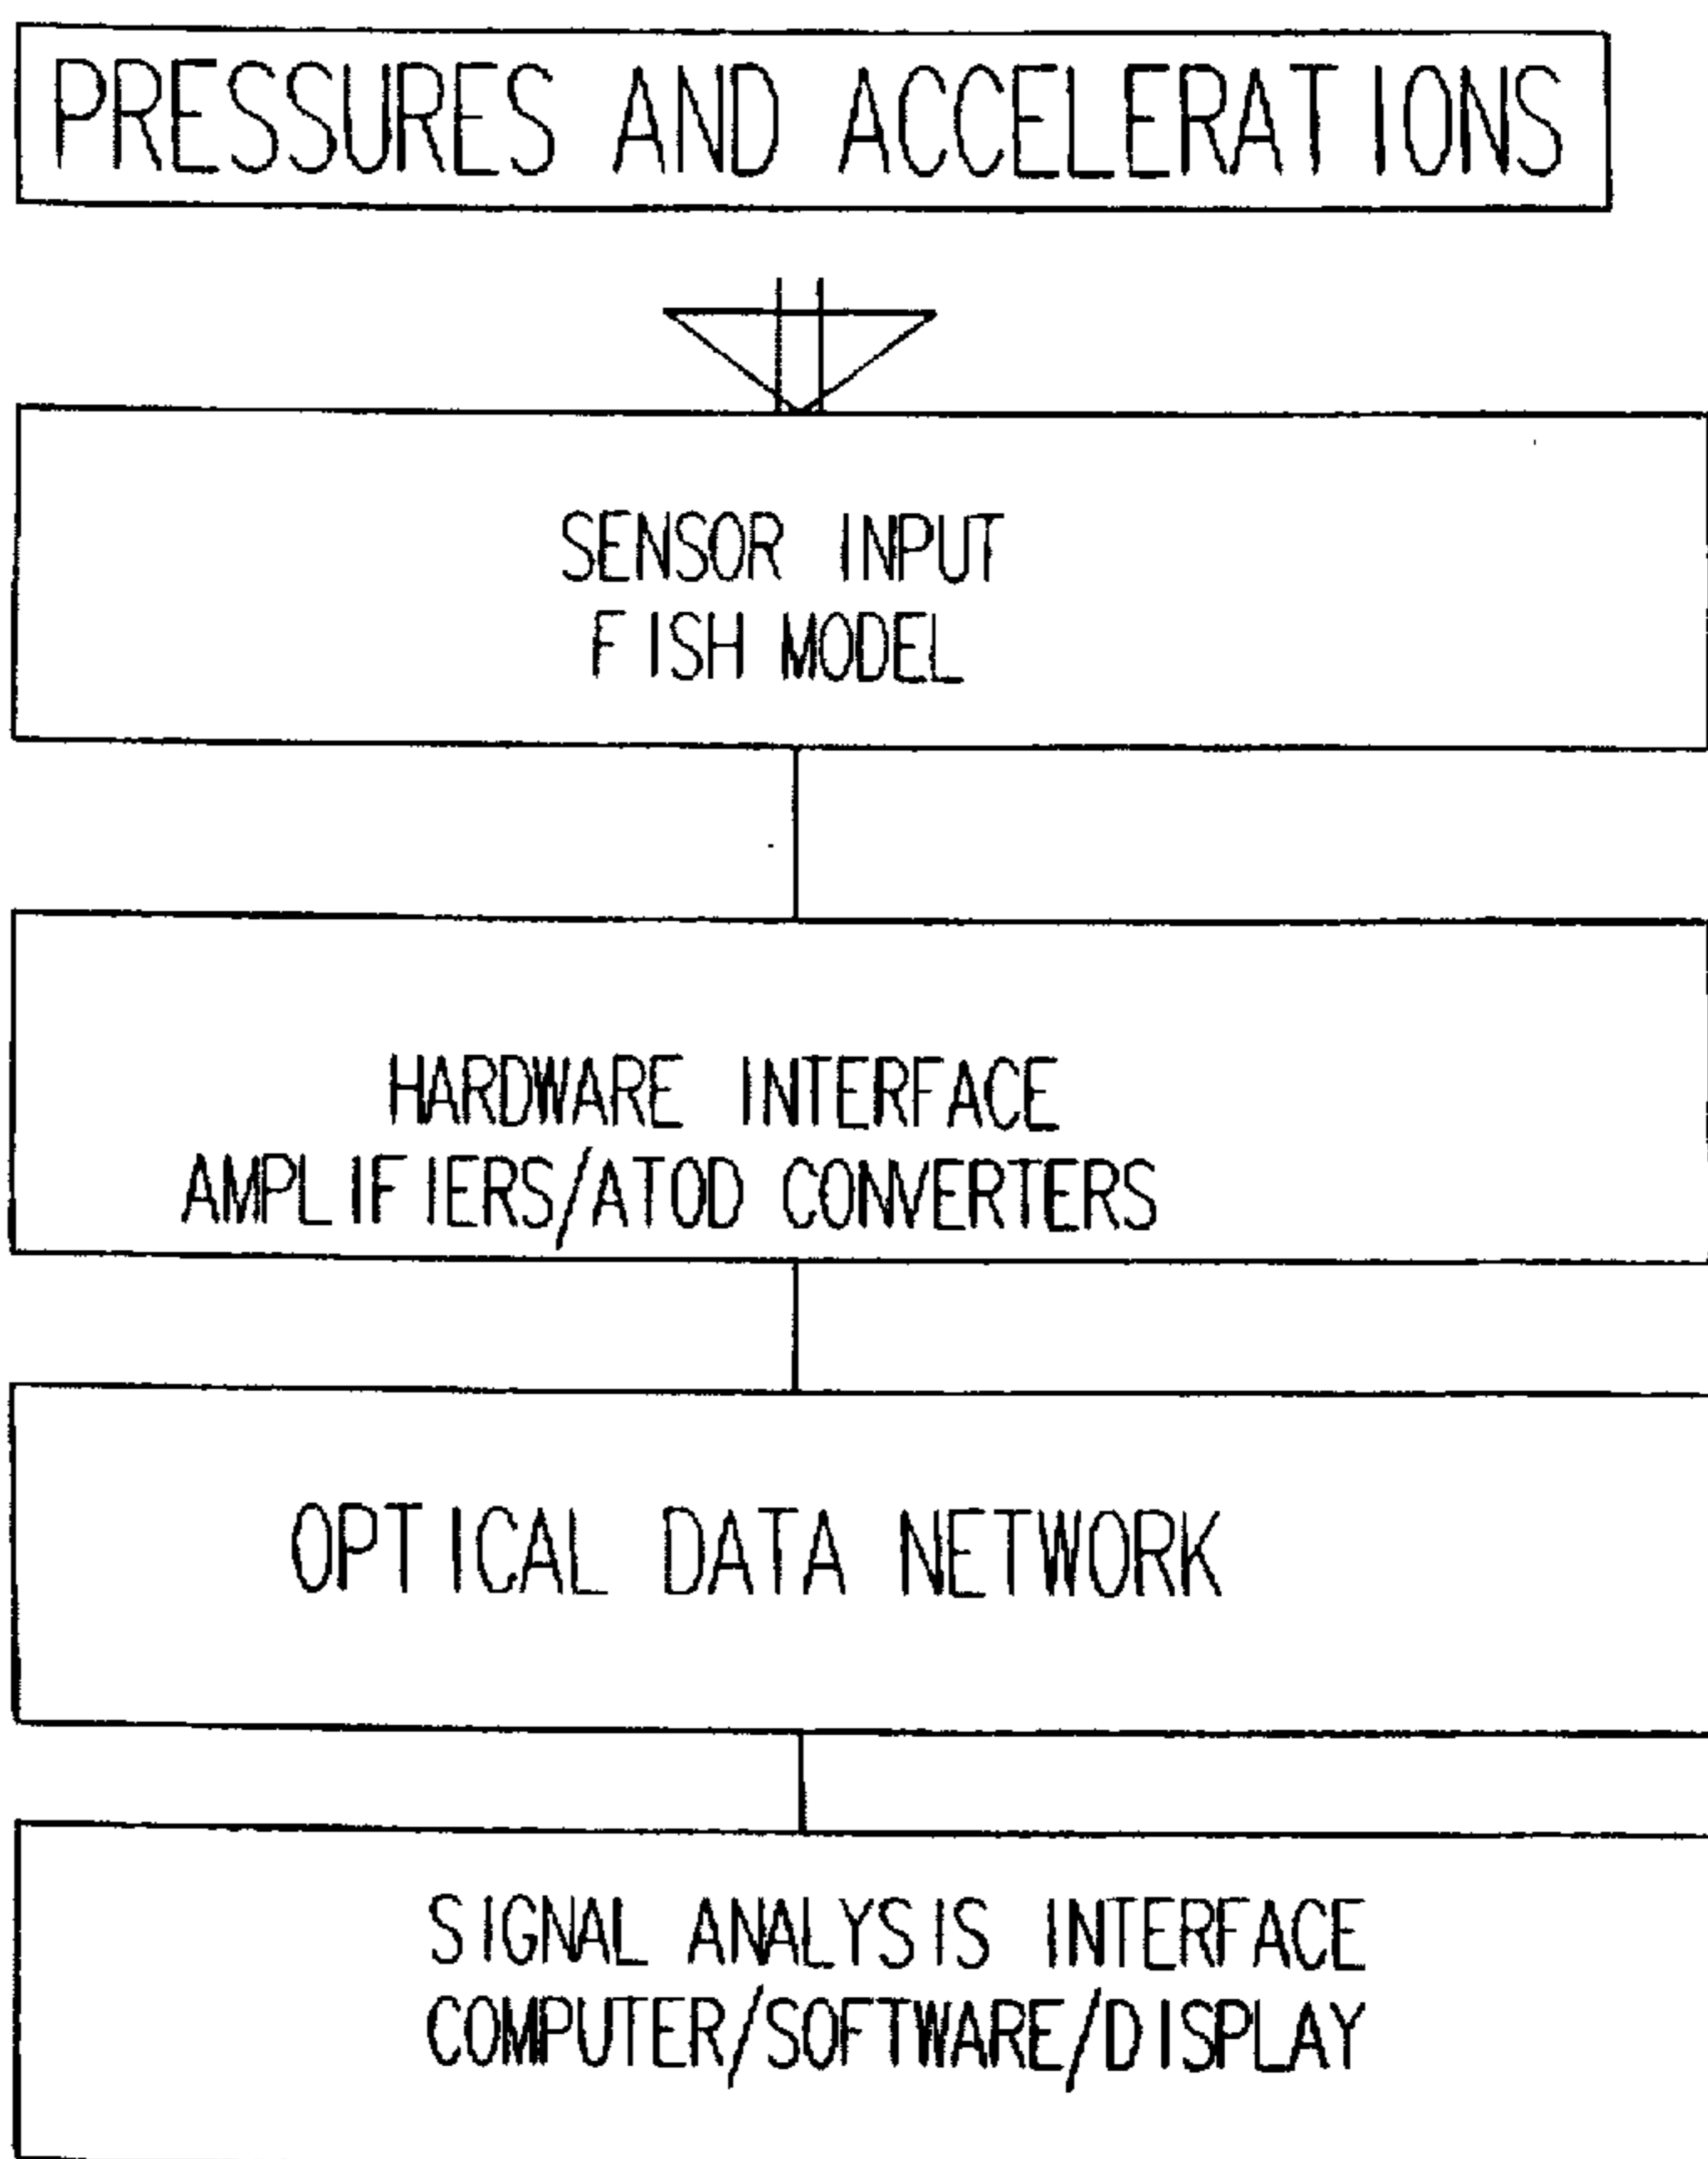 PRESSURES AND ACCELERATIONS
SENSOR INPUT
FISH MODEL
HARDWARE INTERFACE
AMPLIFIERS/ATOD CONVERTERS
OPTICAL DATA NETWORK
SIGNAL ANALYSIS INTERFACE
COMPUTER/SOFTWARE/DISPLAY